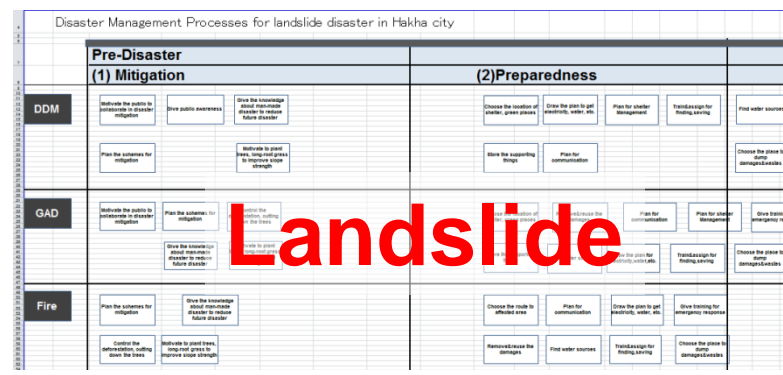 Disaster Management Processes for landslide disaster in Hakha city
Pre-Disaster
(1) Mitigation
(2)Preparedness
DDM
Motivate the public to
collaborate in disaster
mitigation
Give public awareness
Give the knowledge
about man-made
disaster to reduce
future disaster
Choose the location of
shelter, green places
Draw the plan to get
electricity, water, etc.
Plan for shelter
Management
Train&assign for
finding,saving
Find water sources
Plan the schemes for
mitigation
Motivate to plant
trees, long-root grass
to improve slope
strength
Store the supporting
things
Plan for
communication
Choose the place to
dump
damages&wastes
GAD
Motivate the public to
collaborate in disaster
mitigation
Plan the schemes for
mitigation
Control the
deforestation, cutting
down the trees
Plan for
communication
Plan for shelter
Management
Give the knowledge
about man-made
disaster to reduce
future disaster
Train&assign for
finding,saving
Choose the place to
dump
damages&wastes
Landslide
Fire
Plan the schemes for
mitigation
Give the knowledge
about man-made
disaster to reduce
future disaster
Choose the route to
affected area
Plan for
communication
Draw the plan to get
electricity, water, etc.
Give training for
emergency response
Control the
deforestation, cutting
down the trees
Motivate to plant trees,
long-root grass to
improve slope strength
Remove&reuse the
damages
Find water sources
Train&assign for
finding,saving
Choose the place to
dump
damages&wastes